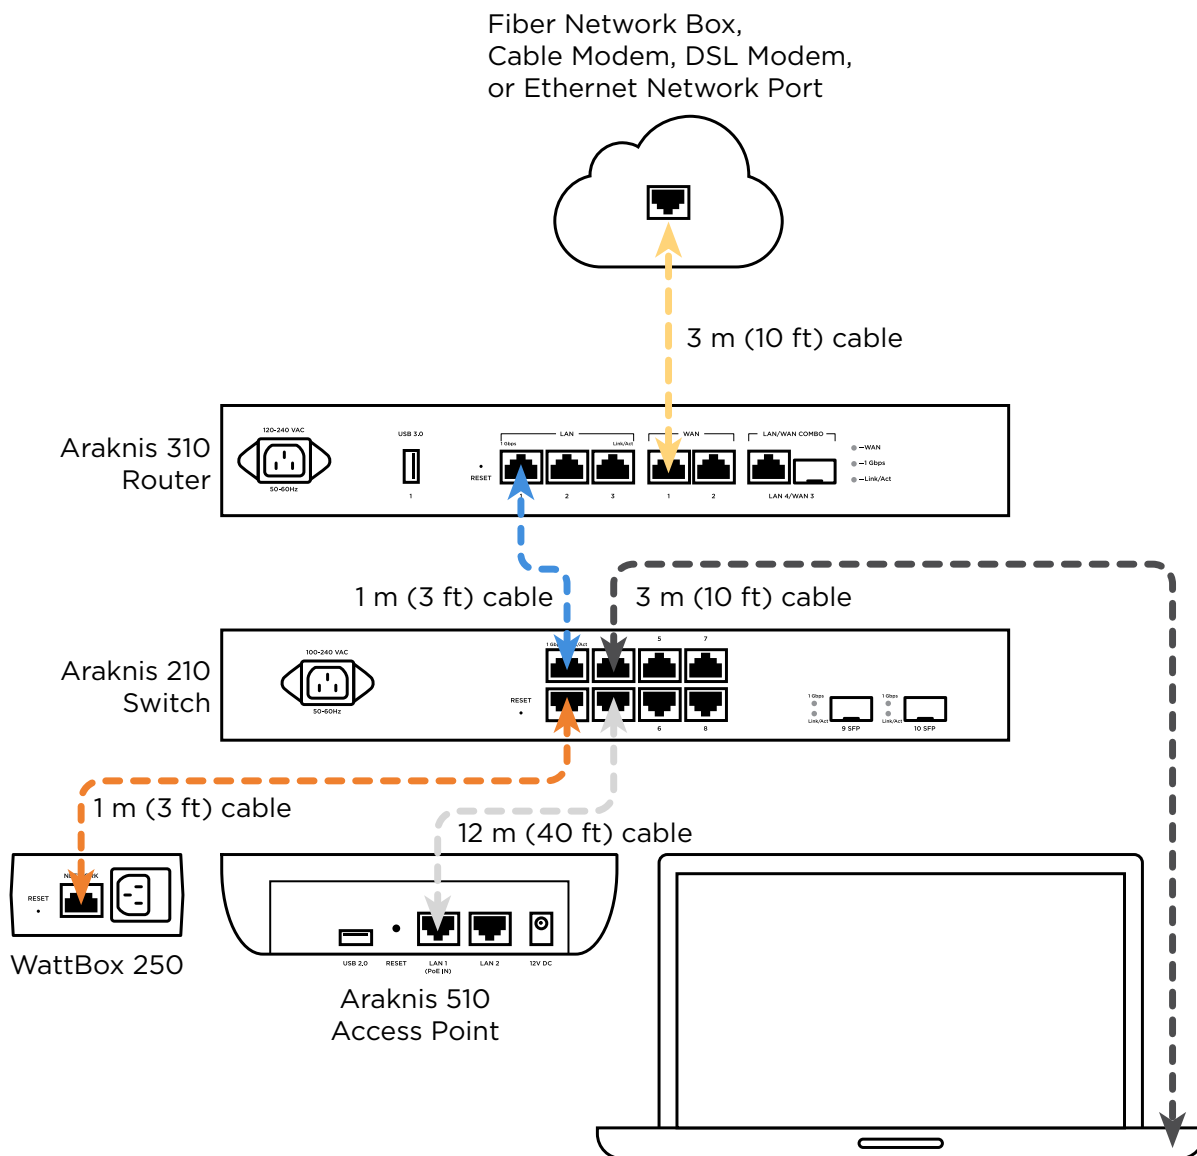 Fiber Network Box,
Cable Modem, DSL Modem,
or Ethernet Network Port
3 m (10 ft) cable
Araknis 310
Router
120-240 VAC
50-60Hz
USB 3.0
1
RESET
LAN
1 Gbps
Link/Act
1
2
3
WAN
1
2
LAN/WAN COMBO
LAN 4/WAN 3
—WAN
—1 Gbps
—Link/Act
1 m (3 ft) cable
3 m (10 ft) cable
Araknis 210
Switch
100-240 VAC
50-60Hz
RESET
5
7
6
8
1 Gbps
Link/Act
9 SFP
1 Gbps
Link/Act
10 SFP
1 m (3 ft) cable
12 m (40 ft) cable
RESET
WattBox 250
USB 2.0
RESET
LAN 1
(PoE IN)
LAN 2
12V DC
Araknis 510
Access Point